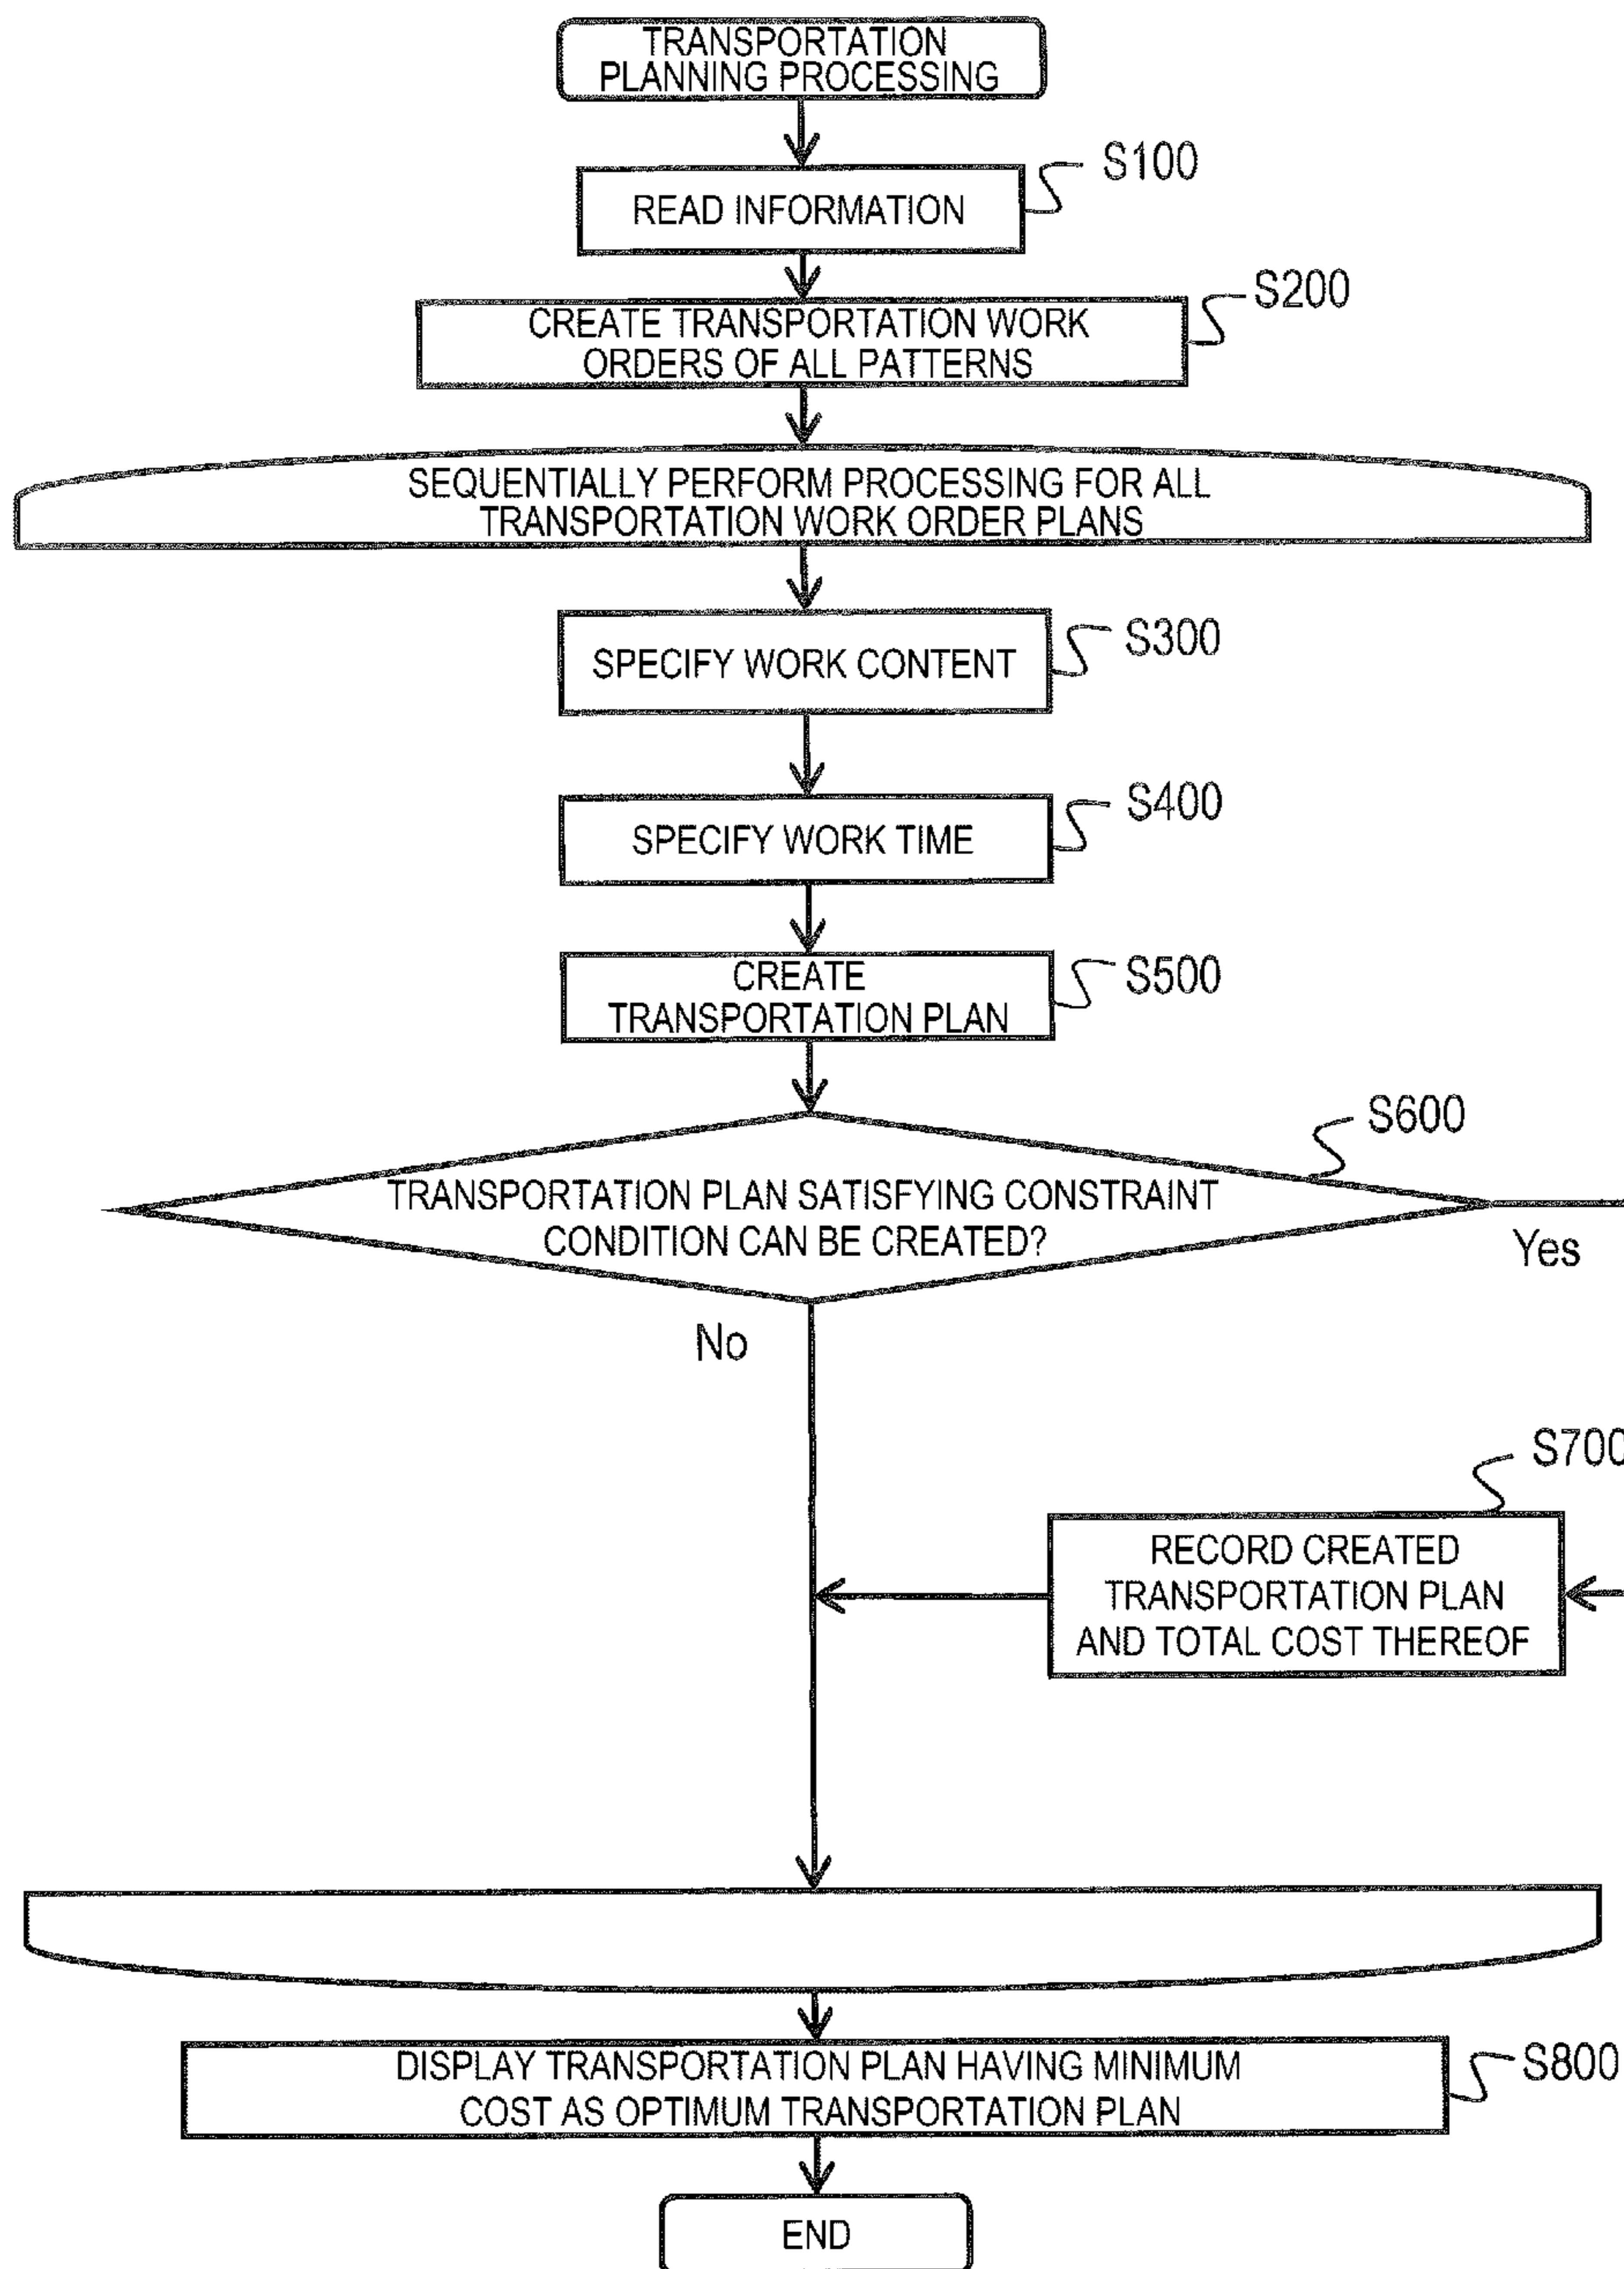 TRANSPORTATION
PLANNING PROCESSING
S100
READ INFORMATION
S200
CREATE TRANSPORTATION WORK
ORDERS OF ALL PATTERNS
SEQUENTIALLY PERFORM PROCESSING FOR ALL
TRANSPORTATION WORK ORDER PLANS
S300
SPECIFY WORK CONTENT
S400
SPECIFY WORK TIME
S500
CREATE
TRANSPORTATION PLAN
S600
TRANSPORTATION PLAN SATISFYING CONSTRAINT
CONDITION CAN BE CREATED?
Yes
No
S700
RECORD CREATED
TRANSPORTATION PLAN
AND TOTAL COST THEREOF
S800
DISPLAY TRANSPORTATION PLAN HAVING MINIMUM
COST AS OPTIMUM TRANSPORTATION PLAN
END